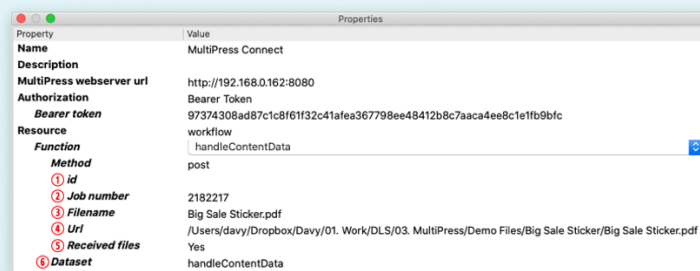 Properties
Property Value
Name MultiPress Connect
Description
MultiPress webserver url http://192.168.0.162:8080
Authorization Bearer Token
Bearer token 97374308ad87c1c8f61f32c41afea367798ee48412b8c7aaca4ee8c1e1fb9bfc
Resource workflow
Function handleContentData
Method post
① id
② Job number 2182217
③ Filename Big Sale Sticker.pdf
④ Url /Users/davy/Dropbox/Davy/01. Work/DLS/03. MultiPress/Demo Files/Big Sale Sticker/Big Sale Sticker.pdf
⑤ Received files Yes
⑥ Dataset handleContentData